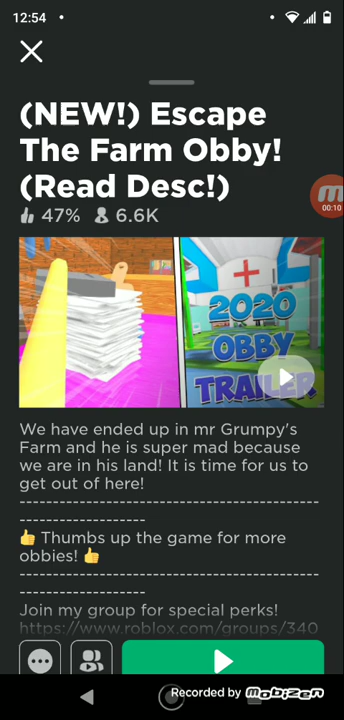 12:54
(NEW!) Escape
The Farm Obby!
(Read Desc!)
00:10
47% 6.6K
2020
OBBY
TRAILER
We have ended up in mr Grumpy's
Farm and he is super mad because
we are in his land! It is time for us to
get out of here!
-----------------------------------------
-----------------
👍 Thumbs up the game for more
obbies! 👍
-----------------------------------------
-----------------
Join my group for special perks!
https://www.roblox.com/groups/340
Recorded by mobizen